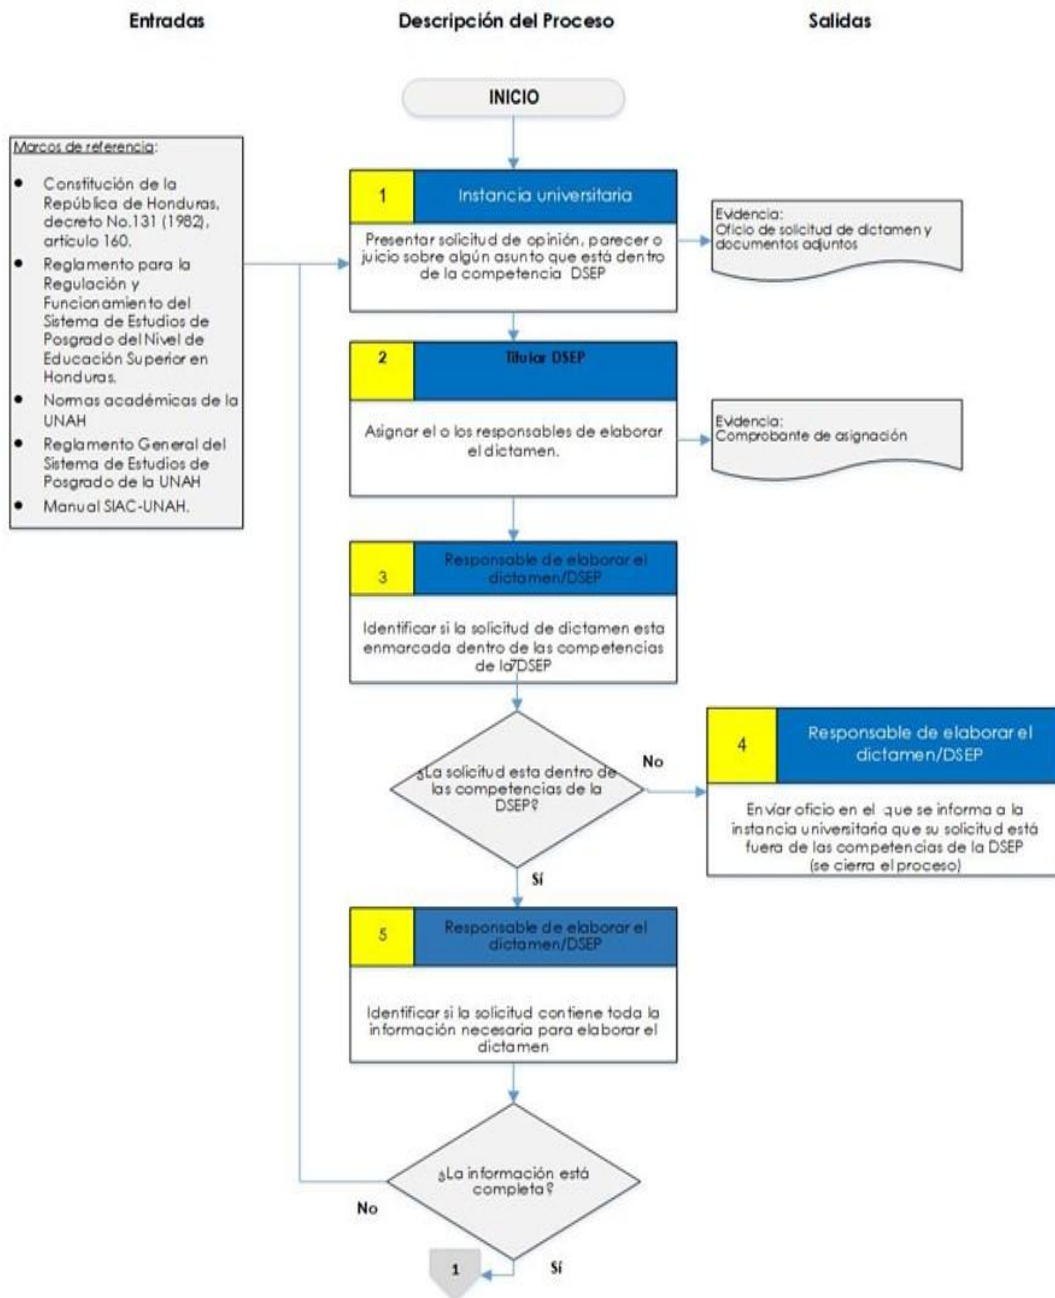 Entradas
Descripción del Proceso
Salidas
INICIO
Marcos de referencia:
• Constitución de la
República de Honduras,
decreto No.131 (1982),
artículo 160.
• Reglamento para la
Regulación y
Funcionamiento del
Sistema de Estudios de
Posgrado del Nivel de
Educación Superior en
Honduras.
• Normas académicas de la
UNAH
• Reglamento General del
Sistema de Estudios de
Posgrado de la UNAH
• Manual SIAC-UNAH.
1
Instancia universitaria
Presentar solicitud de opinión, parecer o
juicio sobre algún asunto que está dentro
de la competencia DSEP
Evidencia:
Oficio de solicitud de dictamen y
documentos adjuntos
2
Titular DSEP
Asignar el o los responsables de elaborar
el dictamen.
Evidencia:
Comprobante de asignación
3
Responsable de elaborar el
dictamen/DSEP
Identificar si la solicitud de dictamen esta
enmarcada dentro de las competencias
de la7DSEP
¿La solicitud esta dentro de
las competencias de la
DSEP?
No
4
Responsable de elaborar el
dictamen/DSEP
Envíar oficio en el que se informa a la
instancia universitaria que su solicitud está
fuera de las competencias de la DSEP
(se cierra el proceso)
Sí
5
Responsable de elaborar el
dictamen/DSEP
Identificar si la solicitud contiene toda la
información necesaria para elaborar el
dictamen
¿La información está
completa?
No
Sí
1